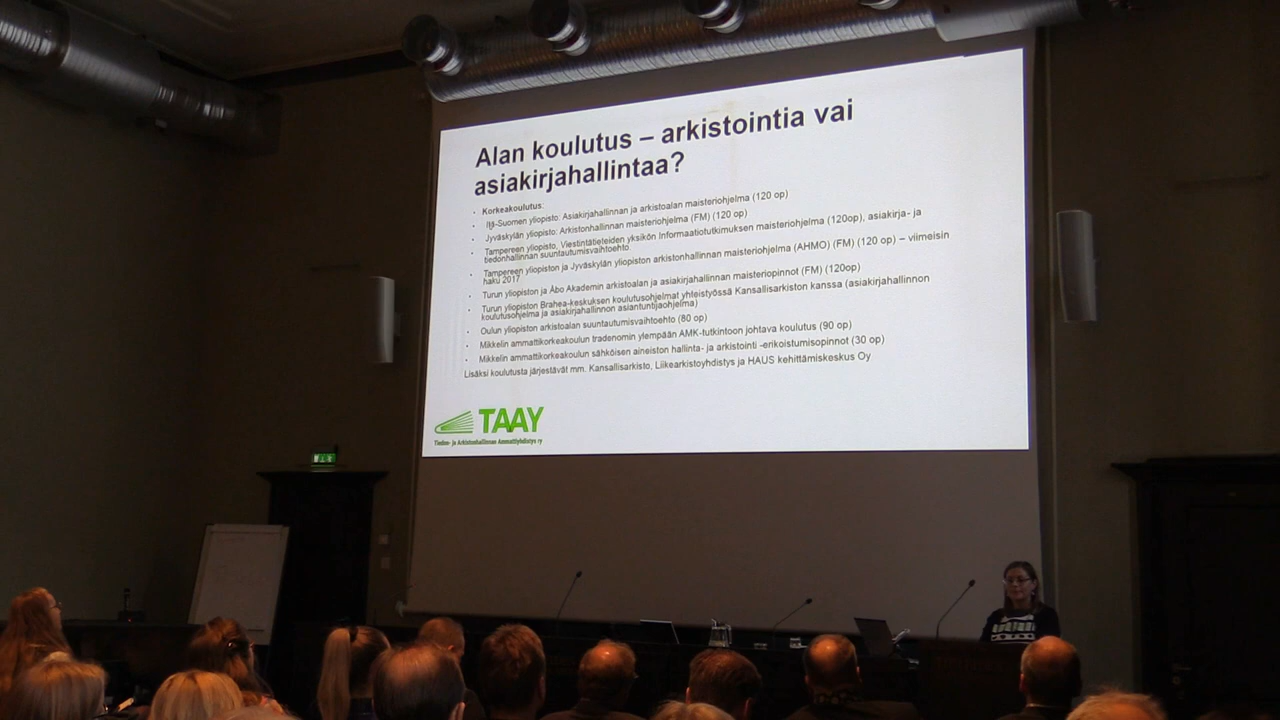 Alan koulutus – arkistointia vai
asiakirjahallintaa?
• Korkeakoulutus:
• Itä-Suomen yliopisto: Asiakirjahallinnan ja arkistoalan maisteriohjelma (120 op)
• Jyväskylän yliopisto: Arkistonhallinnan maisteriohjelma (FM) (120 op)
• Tampereen yliopisto, Viestintätieteiden yksikön Informaatiotutkimuksen maisteriohjelma (120op), asiakirja- ja
tiedonhallinnan suuntautumisvaihtoehto
• Tampereen yliopiston ja Jyväskylän yliopiston arkistonhallinnan maisteriohjelma (AHMO) (FM) (120 op) – viimeisin
haku 2017
• Turun yliopiston ja Åbo Akademin arkistoalan ja asiakirjahallinnan maisteriopinnot (FM) (120op)
• Turun yliopiston Brahea-keskuksen koulutusohjelmat yhteistyössä Kansallisarkiston kanssa (asiakirjahallinnon
koulutusohjelma ja asiakirjahallinnon asiantuntijaohjelma)
• Oulun yliopiston arkistoalan suuntautumisvaihtoehto (80 op)
• Mikkelin ammattikorkeakoulun tradenomin ylempään AMK-tutkintoon johtava koulutus (90 op)
• Mikkelin ammattikorkeakoulun sähköisen aineiston hallinta- ja arkistointi -erikoistumisopinnot (30 op)
Lisäksi koulutusta järjestävät mm. Kansallisarkisto, Liikearkistoyhdistys ja HAUS kehittämiskeskus Oy
TAAY
Tiedon- ja Arkistonhallinnan Ammattiyhdistys ry